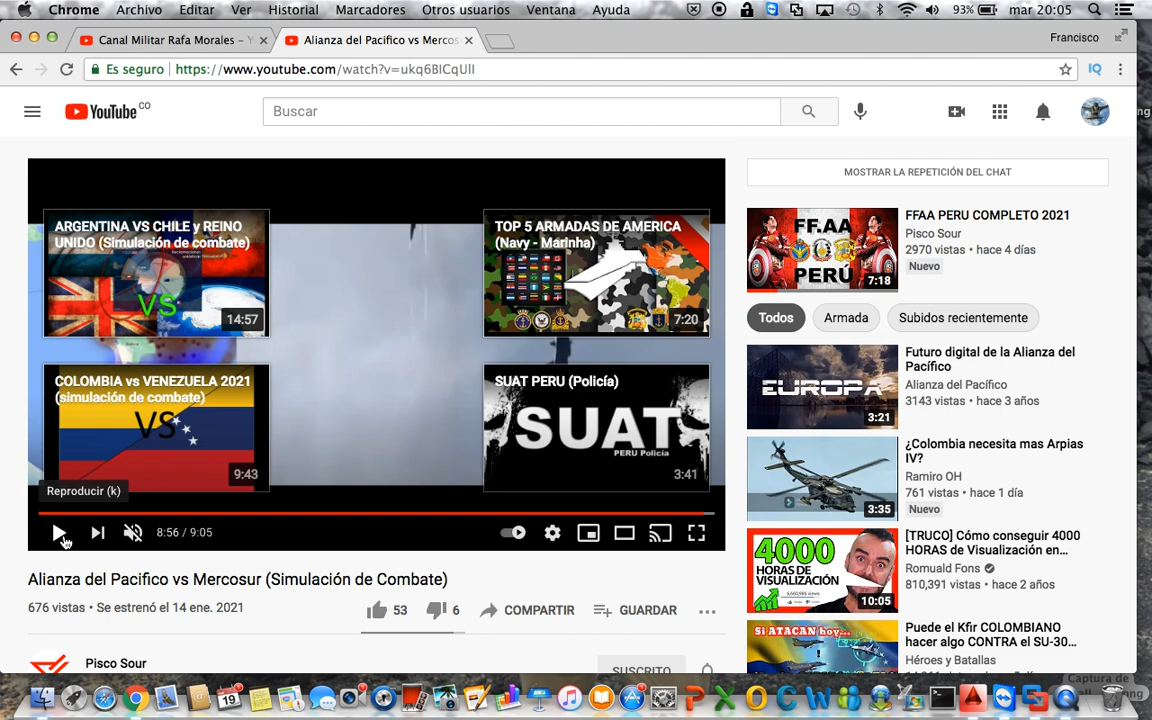 Chrome Archivo Editar Ver Historial Marcadores Otros usuarios Ventana Ayuda 93% mar 20:05
Canal Militar Rafa Morales – Y
Alianza del Pacifico vs Mercos
Francisco
Es seguro https://www.youtube.com/watch?v=ukq6BlCqUlI
IQ
YouTube CO
Buscar
ARGENTINA VS CHILE y REINO
UNIDO (Simulación de combate)
VS
14:57
TOP 5 ARMADAS DE AMERICA
(Navy - Marinha)
7:20
COLOMBIA vs VENEZUELA 2021
(simulación de combate)
VS
9:43
SUAT PERU (Policía)
SUAT
PERU Policía
3:41
Reproducir (k)
8:56 / 9:05
Alianza del Pacifico vs Mercosur (Simulación de Combate)
676 vistas • Se estrenó el 14 ene. 2021
53 6 COMPARTIR GUARDAR
Pisco Sour
SUSCRITO
MOSTRAR LA REPETICIÓN DEL CHAT
FF.AA
PERÚ
7:18
FFAA PERU COMPLETO 2021
Pisco Sour
2970 vistas • hace 4 días
Nuevo
Todos Armada Subidos recientemente
EUROPA
3:21
Futuro digital de la Alianza del
Pacífico
Alianza del Pacífico
3143 vistas • hace 3 años
3:35
¿Colombia necesita mas Arpias
IV?
Ramiro OH
761 vistas • hace 1 día
Nuevo
4000
HORAS DE
VISUALIZACIÓN
10:05
[TRUCO] Cómo conseguir 4000
HORAS de Visualización en...
Romuald Fons
810,391 vistas • hace 2 años
Si ATACAN hoy...
Puede el Kfir COLOMBIANO
hacer algo CONTRA el SU-30...
Héroes y Batallas
Captura de
19